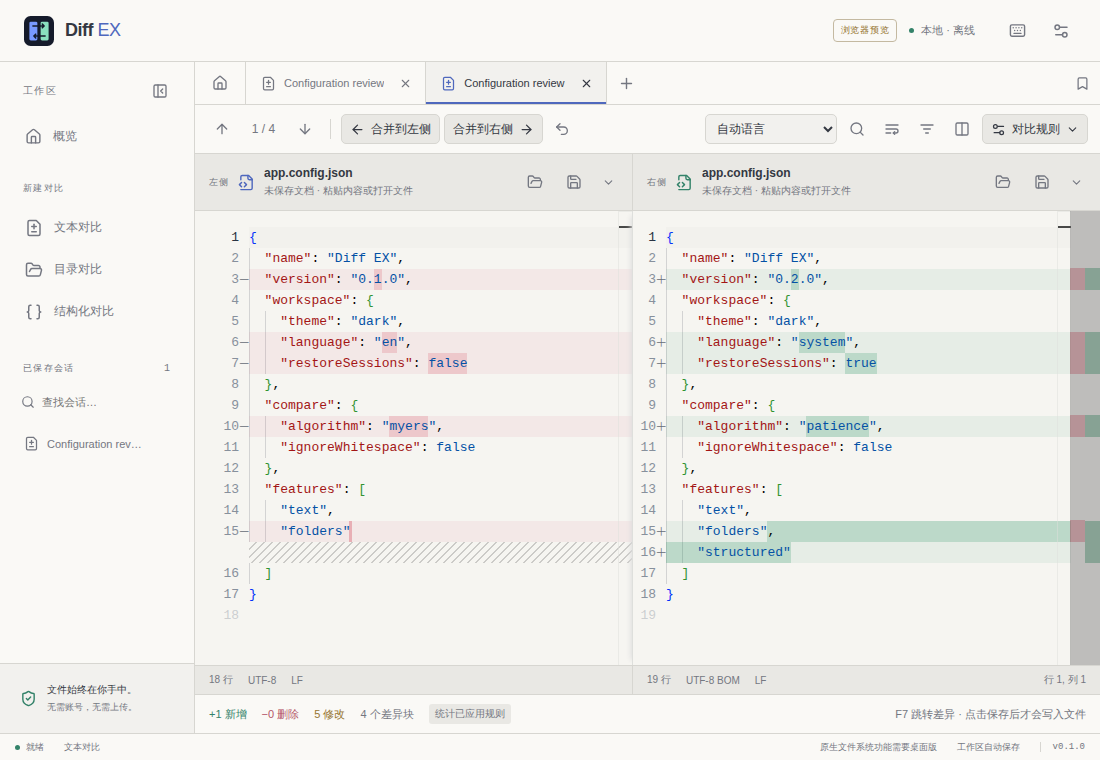 Diff EX
浏览器预览
本地 · 离线
工作区
概览
新建对比
文本对比
目录对比
结构化对比
已保存会话 1
查找会话…
Configuration rev…
文件始终在你手中。
无需账号，无需上传。
Configuration review
Configuration review
1 / 4
合并到左侧
合并到右侧
自动语言
对比规则
左侧
app.config.json
未保存文档 · 粘贴内容或打开文件
1 {
2 "name": "Diff EX",
3— "version": "0.1.0",
4 "workspace": {
5 "theme": "dark",
6— "language": "en",
7— "restoreSessions": false
8 },
9 "compare": {
10— "algorithm": "myers",
11 "ignoreWhitespace": false
12 },
13 "features": [
14 "text",
15— "folders"
16 ]
17 }
18
18 行 UTF-8 LF
右侧
app.config.json
未保存文档 · 粘贴内容或打开文件
1 {
2 "name": "Diff EX",
3+ "version": "0.2.0",
4 "workspace": {
5 "theme": "dark",
6+ "language": "system",
7+ "restoreSessions": true
8 },
9 "compare": {
10+ "algorithm": "patience",
11 "ignoreWhitespace": false
12 },
13 "features": [
14 "text",
15+ "folders",
16+ "structured"
17 ]
18 }
19
19 行 UTF-8 BOM LF 行 1, 列 1
+1 新增 −0 删除 5 修改 4 个差异块 统计已应用规则
F7 跳转差异 · 点击保存后才会写入文件
就绪 文本对比
原生文件系统功能需要桌面版 工作区自动保存 v0.1.0